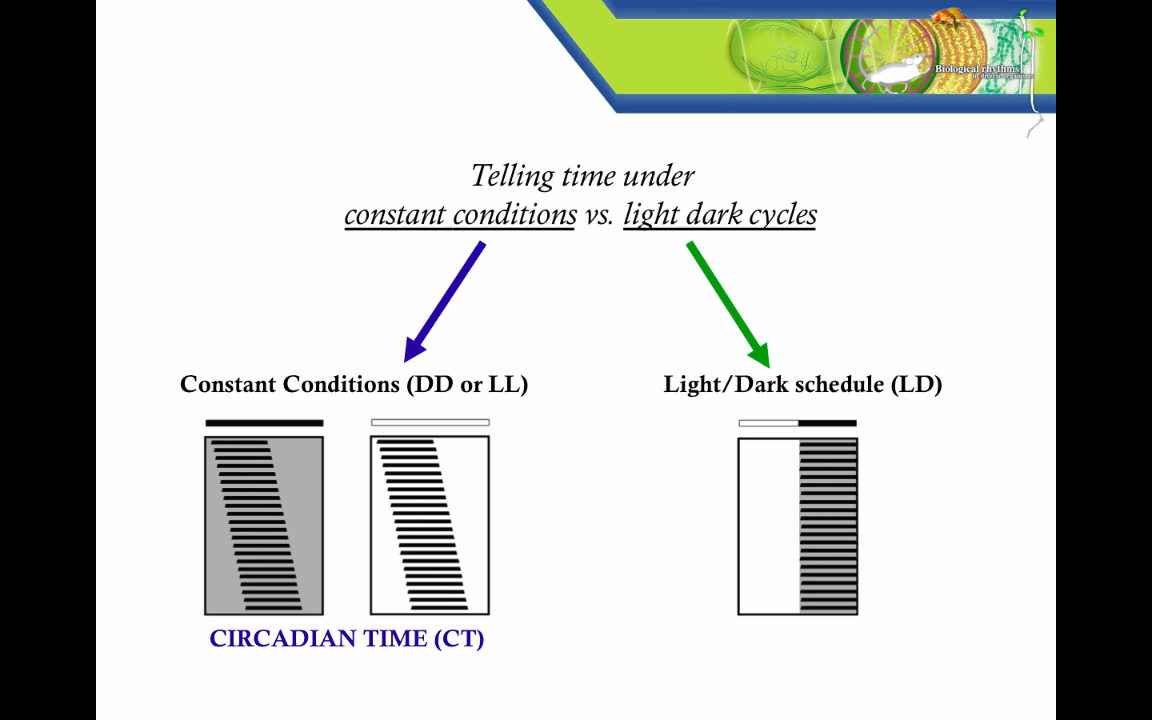 Biological rhythms
Telling time under
constant conditions vs. light dark cycles
Constant Conditions (DD or LL)
Light/Dark schedule (LD)
CIRCADIAN TIME (CT)